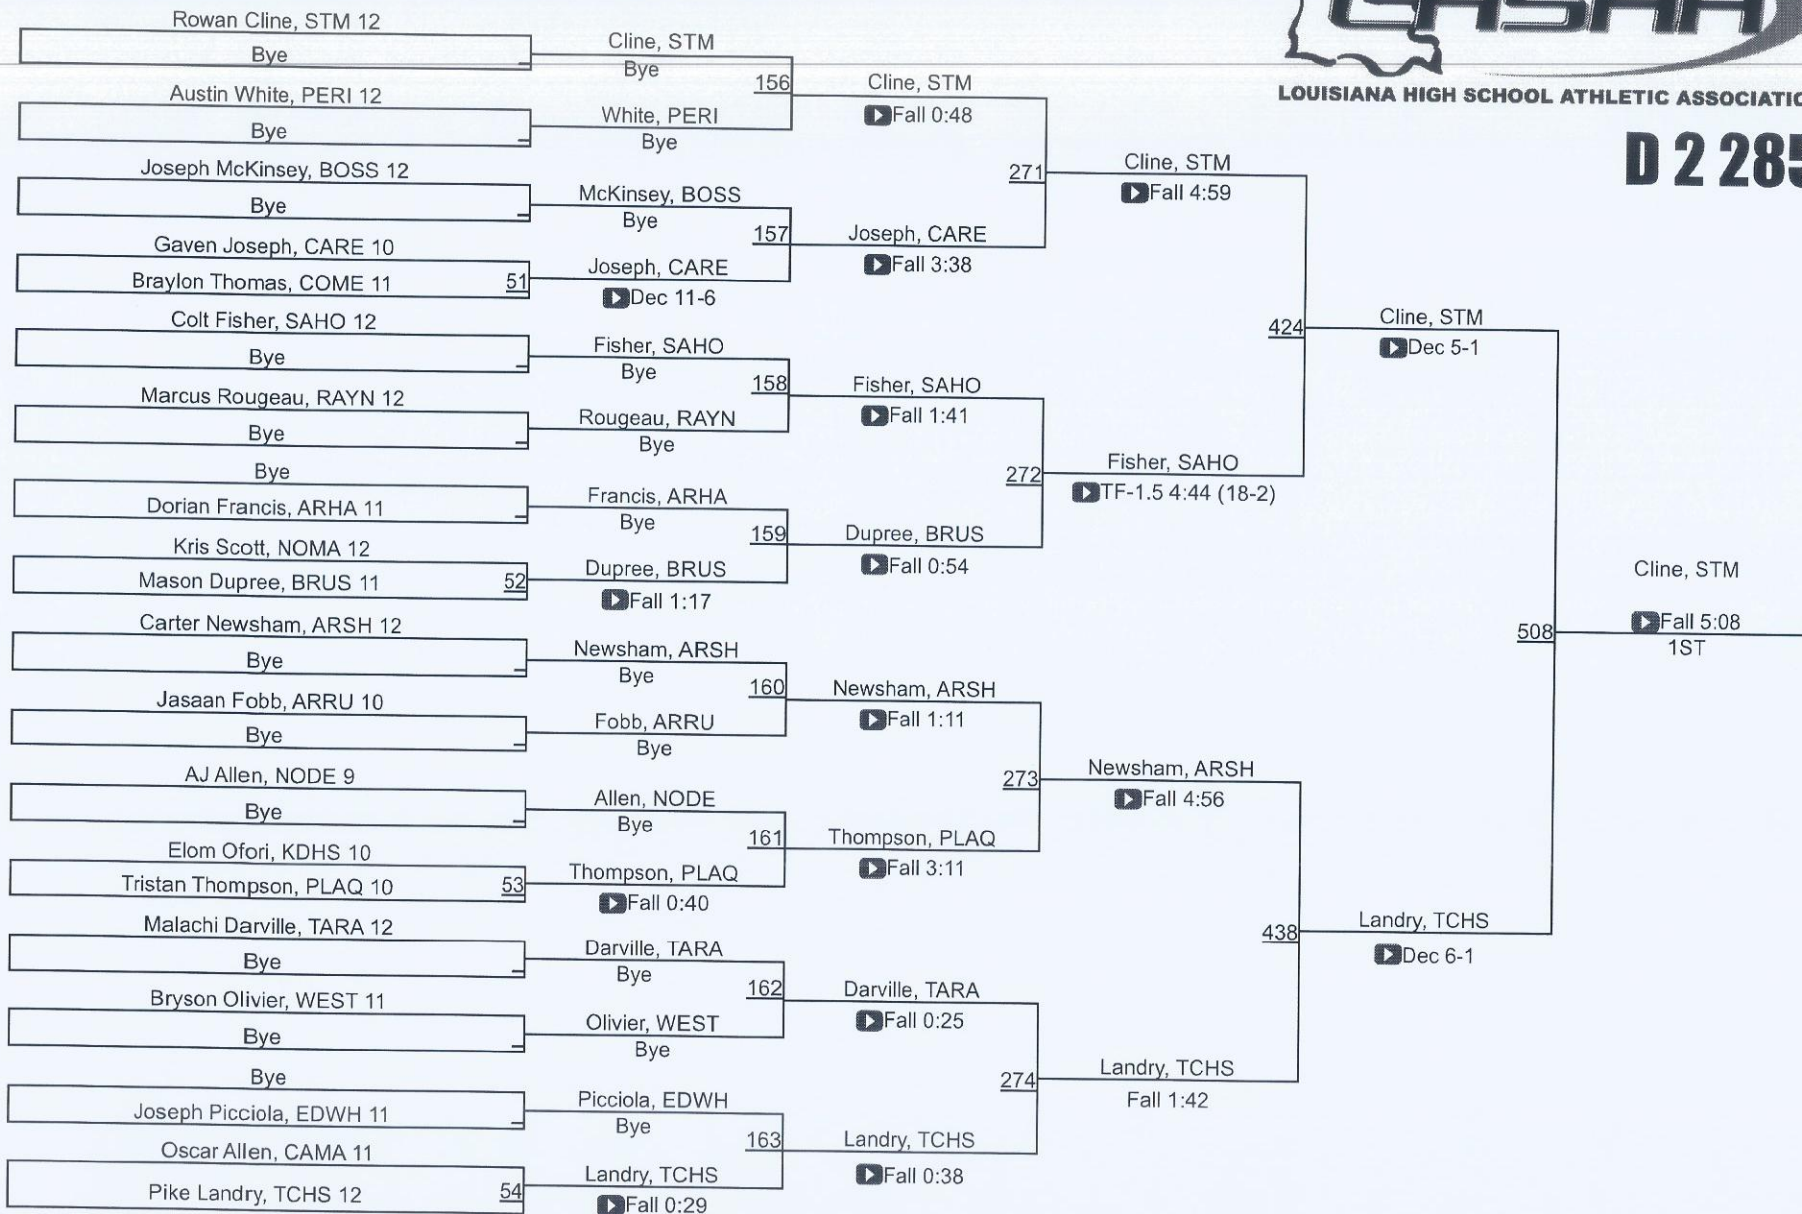 LHSAA
LOUISIANA HIGH SCHOOL ATHLETIC ASSOCIATIO
D 2 285
Rowan Cline, STM 12
Bye
Austin White, PERI 12
Bye
Joseph McKinsey, BOSS 12
Bye
Gaven Joseph, CARE 10
Braylon Thomas, COME 11 51
Colt Fisher, SAHO 12
Bye
Marcus Rougeau, RAYN 12
Bye
Bye
Dorian Francis, ARHA 11
Kris Scott, NOMA 12
Mason Dupree, BRUS 11 52
Carter Newsham, ARSH 12
Bye
Jasaan Fobb, ARRU 10
Bye
AJ Allen, NODE 9
Bye
Elom Ofori, KDHS 10
Tristan Thompson, PLAQ 10 53
Malachi Darville, TARA 12
Bye
Bryson Olivier, WEST 11
Bye
Bye
Joseph Picciola, EDWH 11
Oscar Allen, CAMA 11
Pike Landry, TCHS 12 54
Cline, STM
Bye
156
White, PERI
Bye
McKinsey, BOSS
Bye
157
Joseph, CARE
Dec 11-6
Fisher, SAHO
Bye
158
Rougeau, RAYN
Bye
Francis, ARHA
Bye
159
Dupree, BRUS
Fall 1:17
Newsham, ARSH
Bye
160
Fobb, ARRU
Bye
Allen, NODE
Bye
161
Thompson, PLAQ
Fall 0:40
Darville, TARA
Bye
162
Olivier, WEST
Bye
Picciola, EDWH
Bye
163
Landry, TCHS
Fall 0:29
Cline, STM
Fall 0:48
271
Joseph, CARE
Fall 3:38
Fisher, SAHO
Fall 1:41
272
Dupree, BRUS
Fall 0:54
Newsham, ARSH
Fall 1:11
273
Thompson, PLAQ
Fall 3:11
Darville, TARA
Fall 0:25
274
Landry, TCHS
Fall 0:38
Cline, STM
Fall 4:59
424
Fisher, SAHO
TF-1.5 4:44 (18-2)
Newsham, ARSH
Fall 4:56
438
Landry, TCHS
Fall 1:42
Cline, STM
Dec 5-1
508
Landry, TCHS
Dec 6-1
Cline, STM
Fall 5:08
1ST